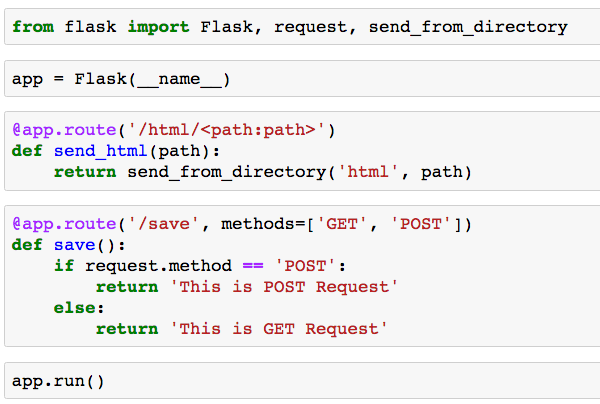 from flask import Flask, request, send_from_directory
app = Flask(__name__)
@app.route('/html/<path:path>')
def send_html(path):
    return send_from_directory('html', path)
@app.route('/save', methods=['GET', 'POST'])
def save():
    if request.method == 'POST':
        return 'This is POST Request'
    else:
        return 'This is GET Request'
app.run()